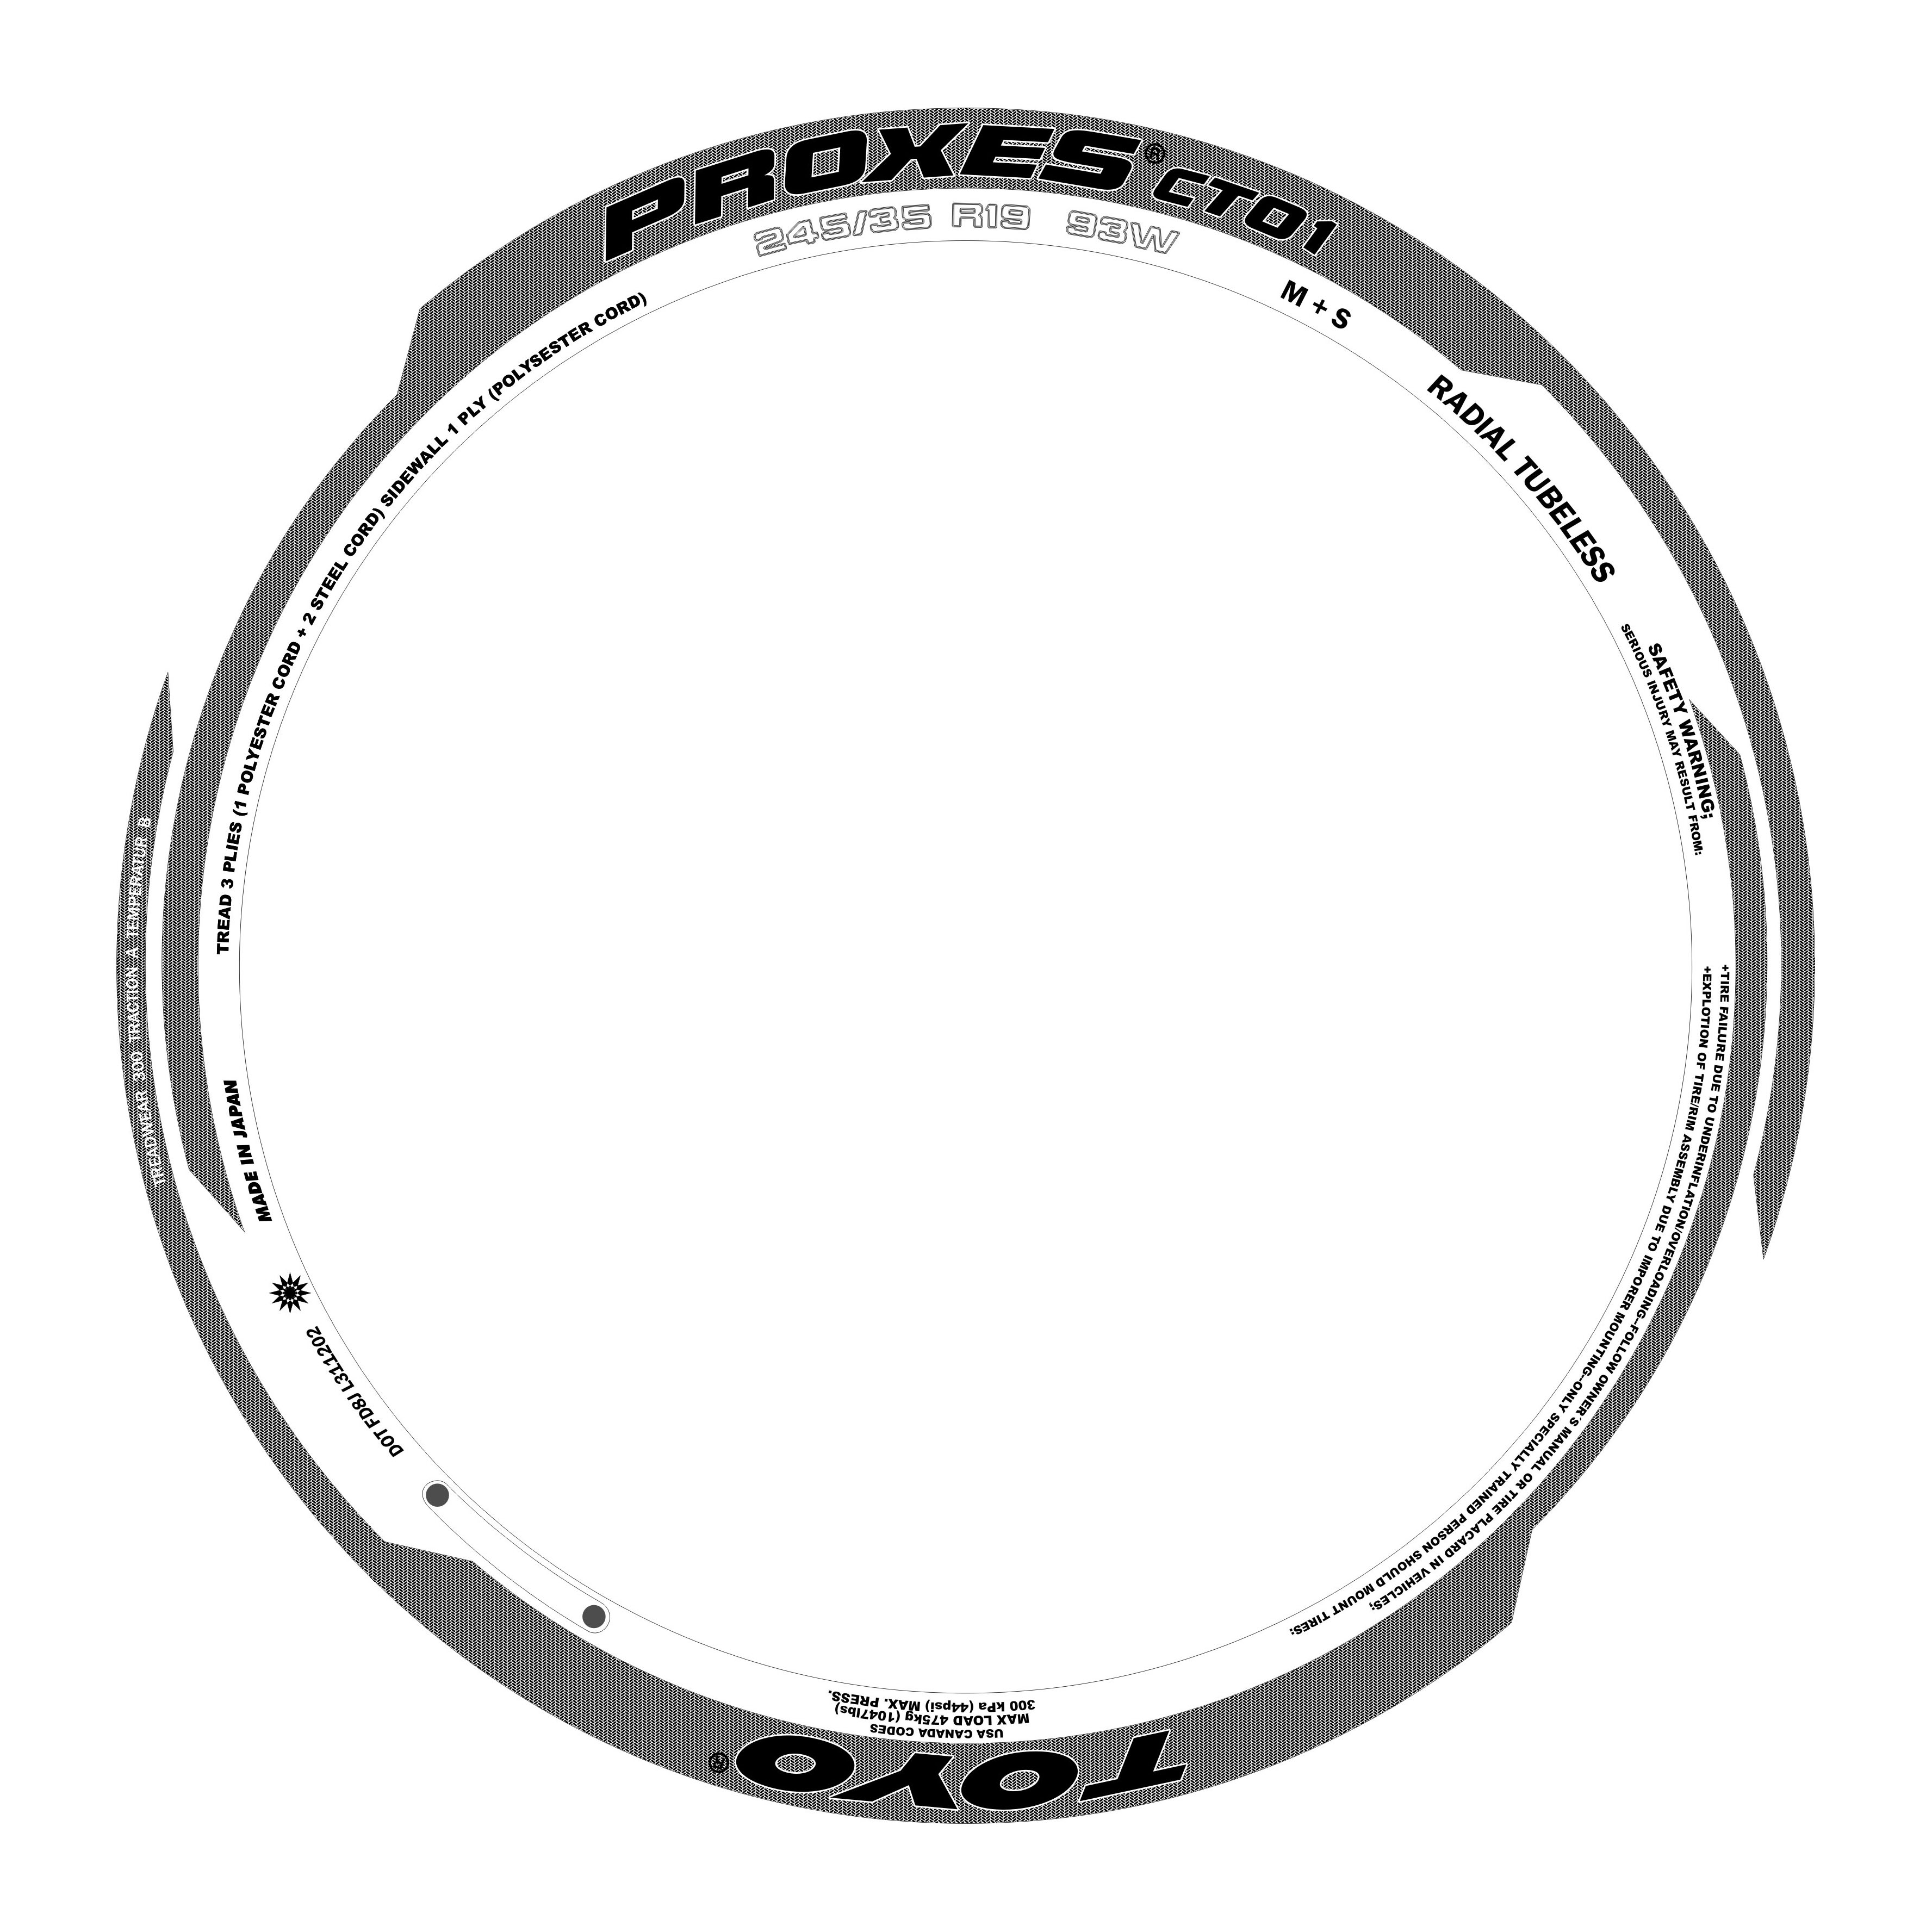 PROXES® CT01
245/35 R19 93W
M + S
RADIAL TUBELESS
SAFETY WARNING;
SERIOUS INJURY MAY RESULT FROM:
+TIRE FAILURE DUE TO UNDERINFLATION/OVERLOADING-FOLLOW OWNER'S MANUAL OR TIRE PLACARD IN VEHICLES;
+EXPLOTION OF TIRE/RIM ASSEMBLY DUE TO IMPORER MOUNTING-ONLY SPECIALLY TRAINED PERSON SHOULD MOUNT TIRES:
TOYO®
USA CANADA CODES
MAX LOAD 475kg (1047lbs)
300 kPa (44psi) MAX. PRESS.
DOT FD8J L311202
MADE IN JAPAN
TREADWEAR 300 TRACTION A TEMPERATUR B
TREAD 3 PLIES (1 POLYESTER CORD + 2 STEEL CORD) SIDEWALL 1 PLY (POLYSESTER CORD)